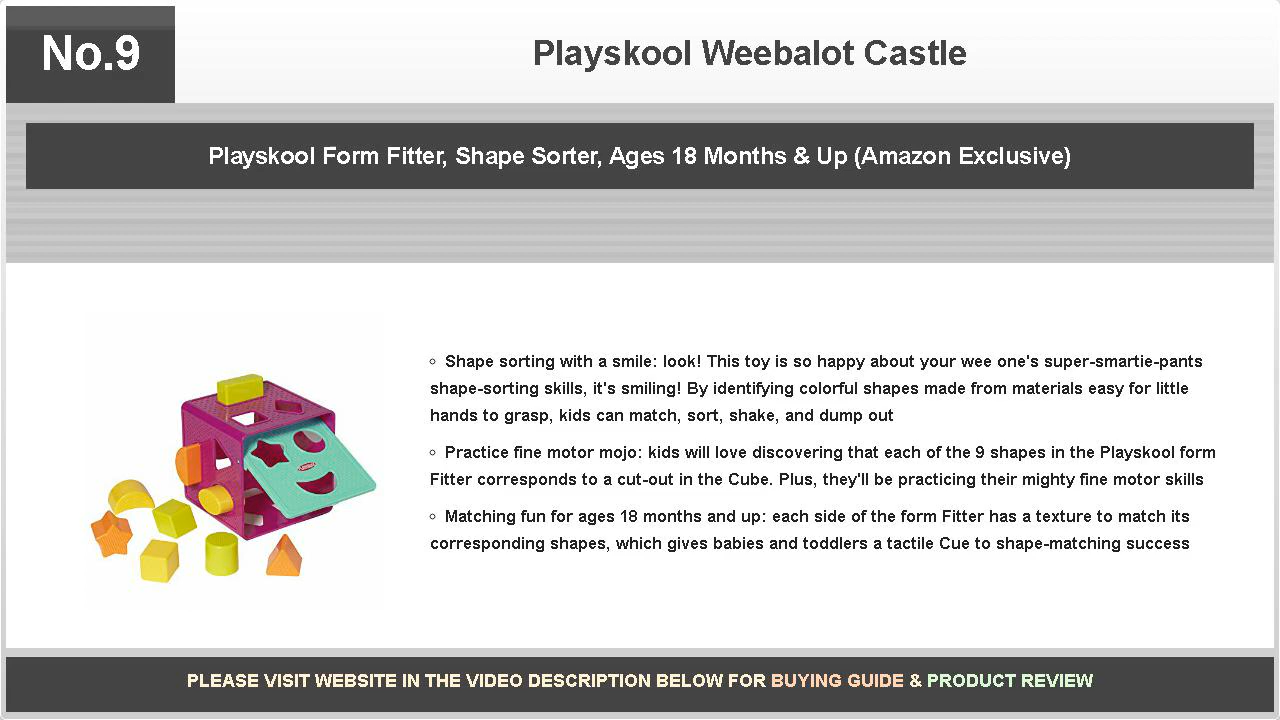 No.9
Playskool Weebalot Castle
Playskool Form Fitter, Shape Sorter, Ages 18 Months & Up (Amazon Exclusive)
◦ Shape sorting with a smile: look! This toy is so happy about your wee one's super-smartie-pants
shape-sorting skills, it's smiling! By identifying colorful shapes made from materials easy for little
hands to grasp, kids can match, sort, shake, and dump out
◦ Practice fine motor mojo: kids will love discovering that each of the 9 shapes in the Playskool form
Fitter corresponds to a cut-out in the Cube. Plus, they'll be practicing their mighty fine motor skills
◦ Matching fun for ages 18 months and up: each side of the form Fitter has a texture to match its
corresponding shapes, which gives babies and toddlers a tactile Cue to shape-matching success
PLEASE VISIT WEBSITE IN THE VIDEO DESCRIPTION BELOW FOR BUYING GUIDE & PRODUCT REVIEW